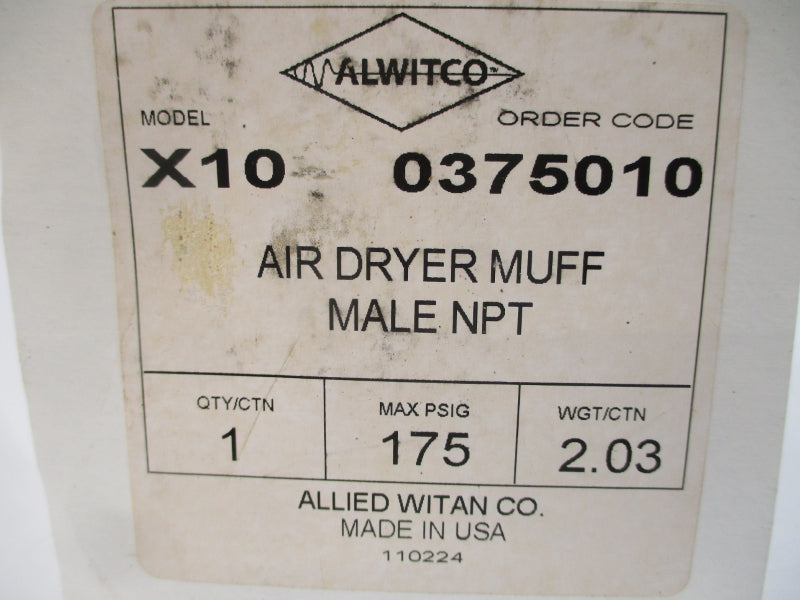 ALWITCO™
MODEL ORDER CODE
X10 0375010
AIR DRYER MUFF
MALE NPT
QTY/CTN MAX PSIG WGT/CTN
1 175 2.03
ALLIED WITAN CO.
MADE IN USA
110224